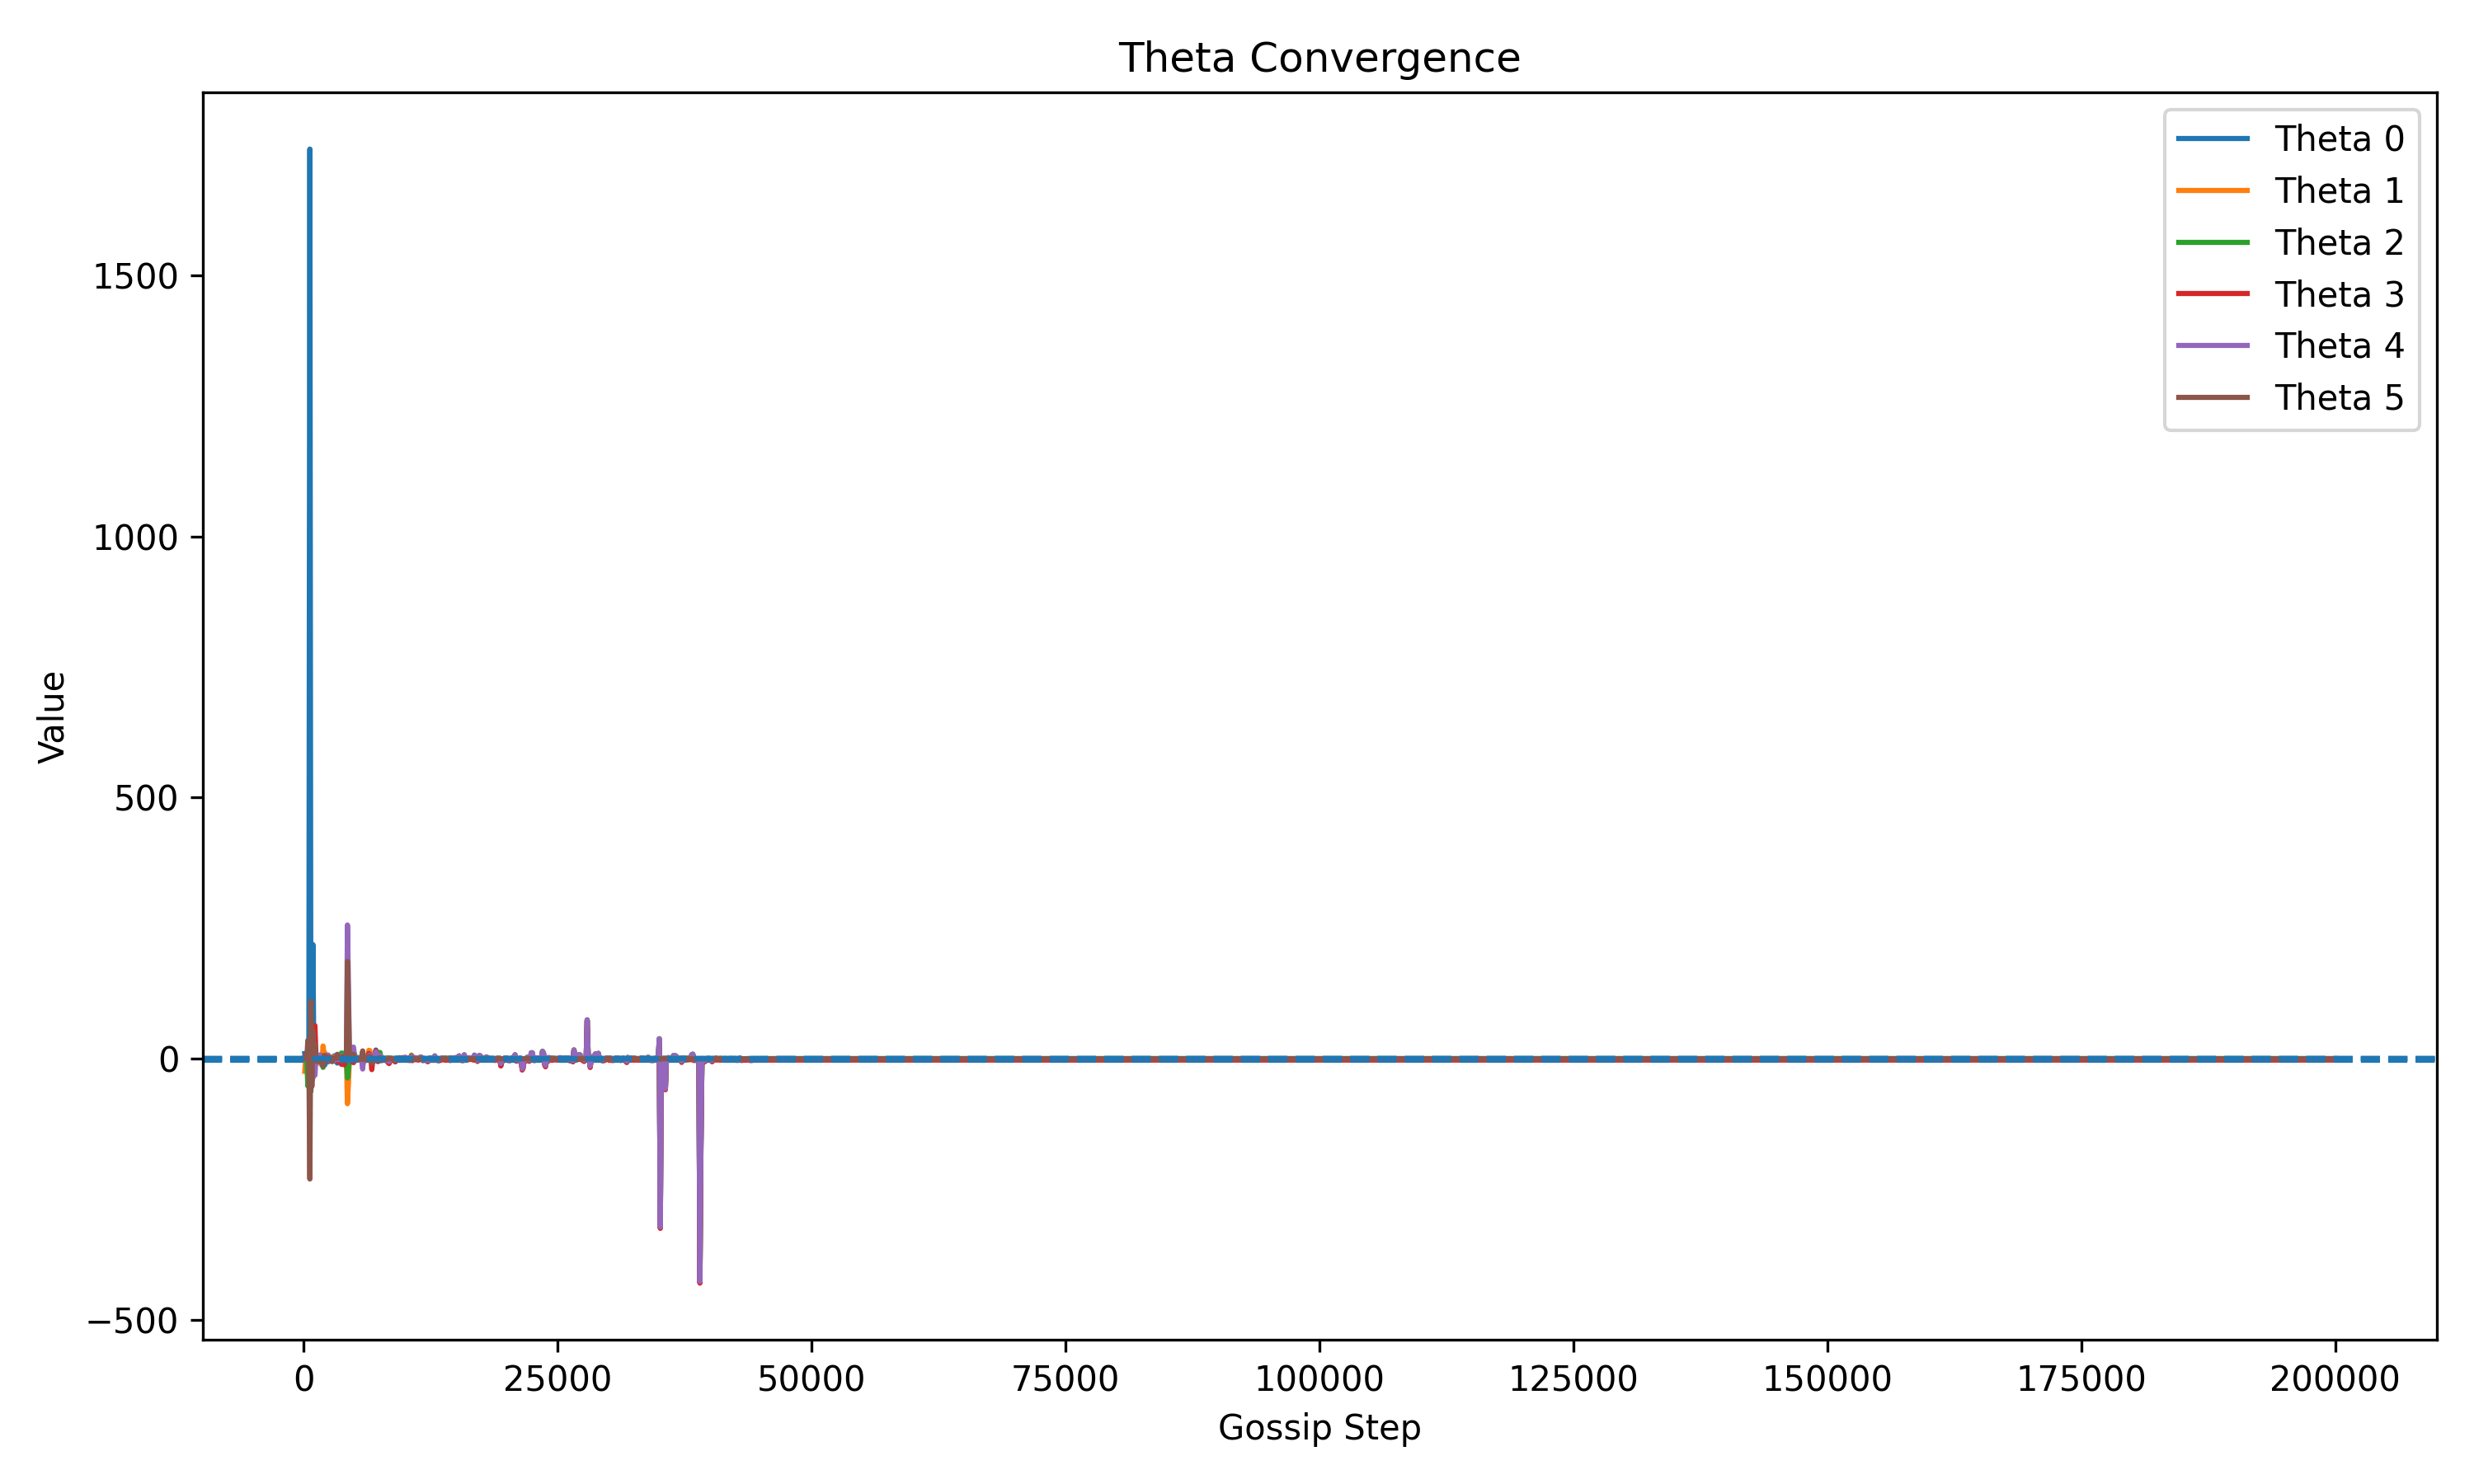 Theta Convergence
Theta 0
Theta 1
Theta 2
Theta 3
Theta 4
Theta 5
1500
1000
500
0
−500
Value
0
25000
50000
75000
100000
125000
150000
175000
200000
Gossip Step